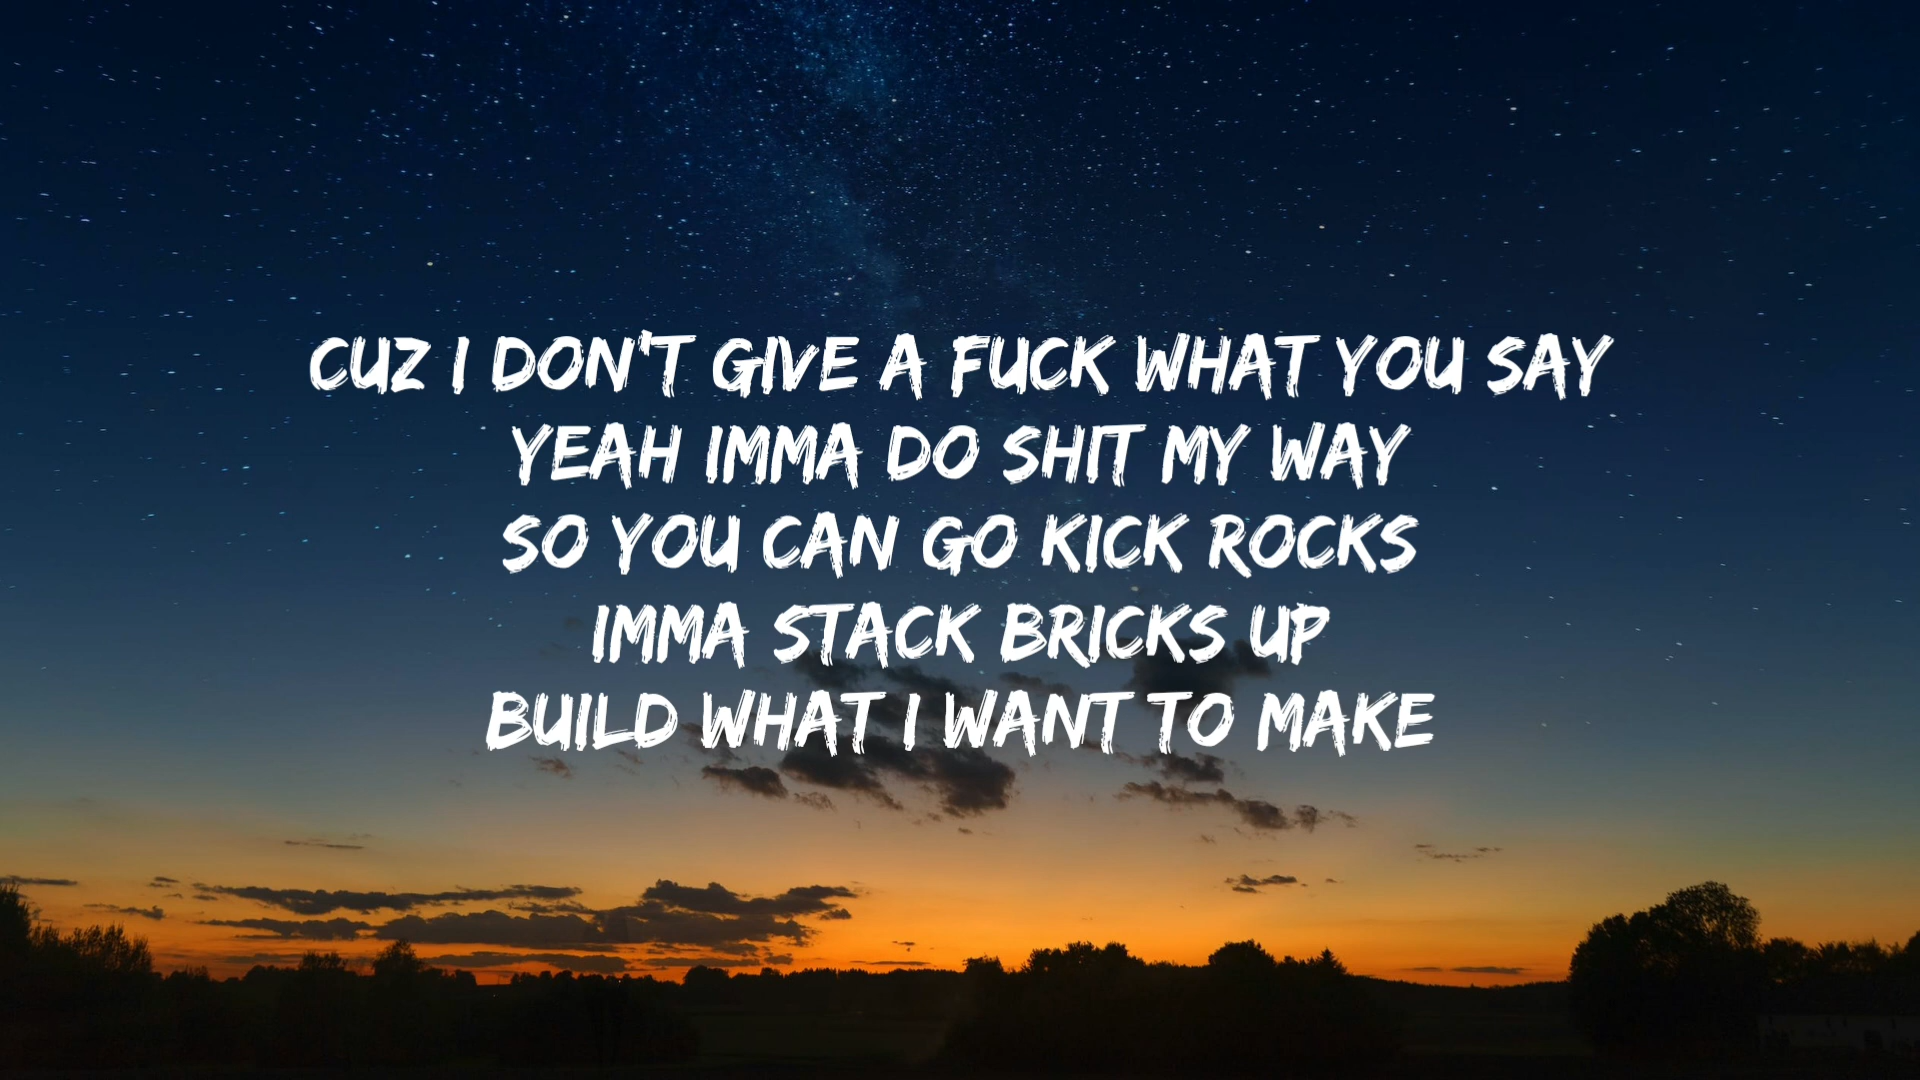 CUZ I DON'T GIVE A FUCK WHAT YOU SAY
YEAH IMMA DO SHIT MY WAY
SO YOU CAN GO KICK ROCKS
IMMA STACK BRICKS UP
BUILD WHAT I WANT TO MAKE